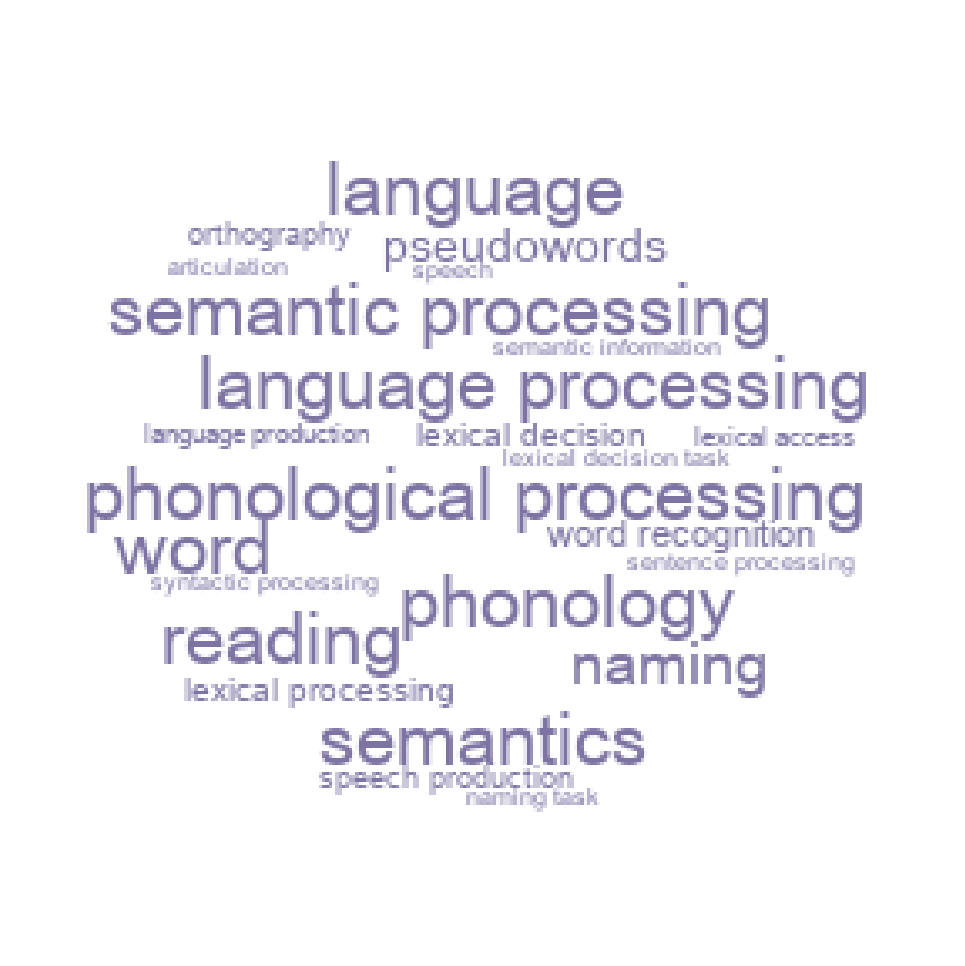 language
orthography
pseudowords
articulation
speech
semantic processing
semantic information
language processing
language production
lexical decision
lexical access
lexical decision task
phonological processing
word recognition
word
sentence processing
syntactic processing
phonology
reading
naming
lexical processing
semantics
speech production
naming task